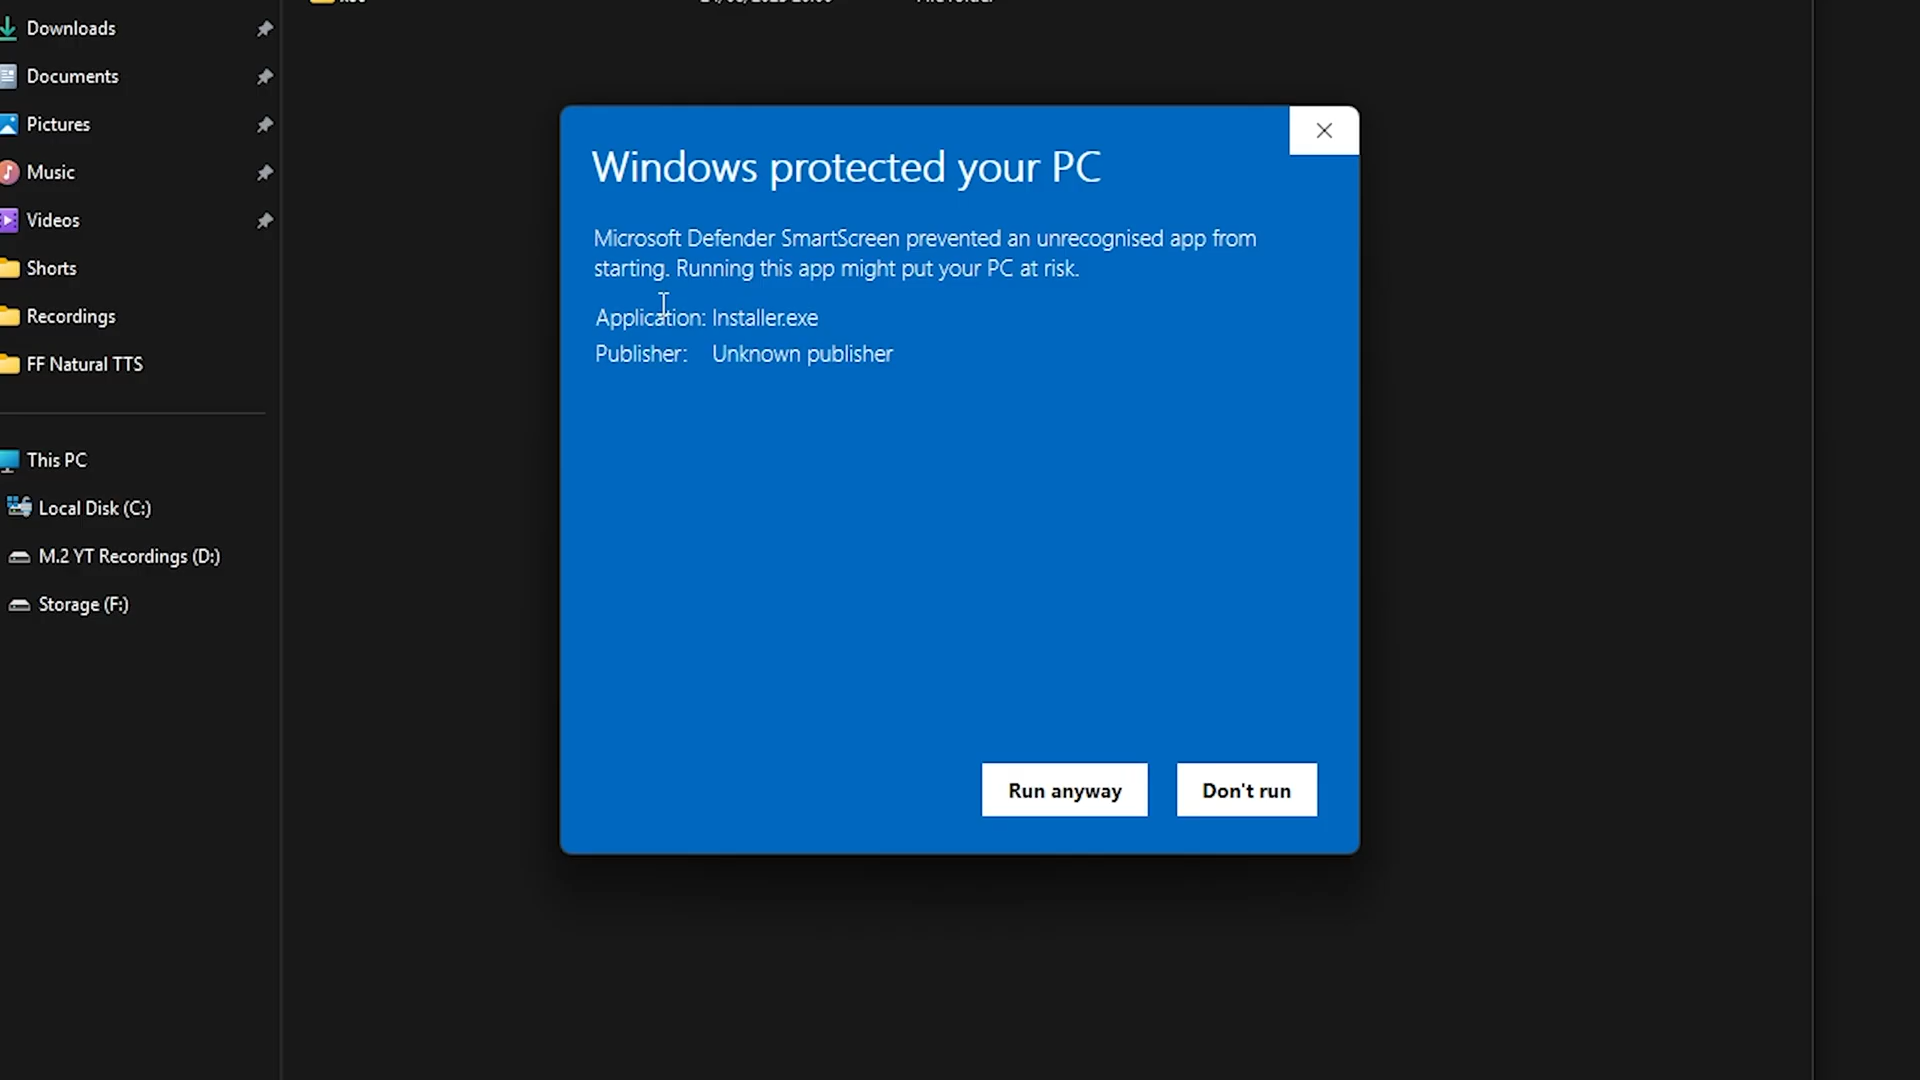 Downloads
Documents
Pictures
Music
Videos
Shorts
Recordings
FF Natural TTS
This PC
Local Disk (C:)
M.2 YT Recordings (D:)
Storage (F:)
Windows protected your PC
Microsoft Defender SmartScreen prevented an unrecognised app from
starting. Running this app might put your PC at risk.
Application: Installer.exe
Publisher: Unknown publisher
Run anyway
Don't run